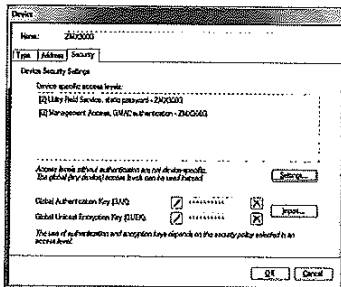 Device
Name: ZMX300G
Type Address Security
Device Security Settings
Device specific access levels:
[2] Utility Field Service, static password - ZMX300G
Management Access, GMAC authentication - ZMX300G
Access levels without authentication are not device-specific.
The global (any device) access levels can be used instead.
Settings...
Global Authentication Key (GAK): **********
Global Unicast Encryption Key (GUEK): **********
Import...
The use of authentication and encryption keys depends on the security policy selected in an
access level.
OK Cancel